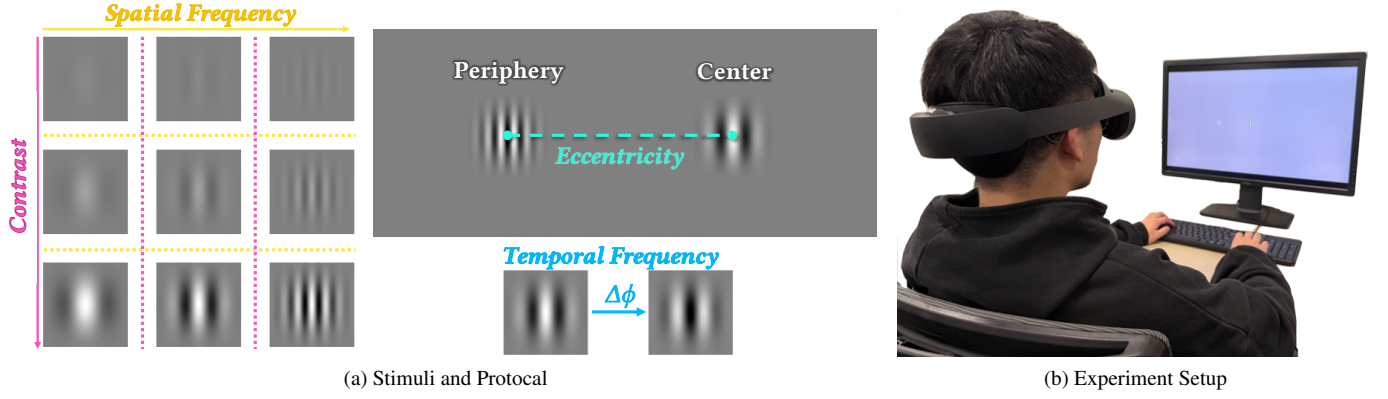 Spatial Frequency
Contrast
Periphery
Center
Eccentricity
Temporal Frequency
Δϕ
(a) Stimuli and Protocal
(b) Experiment Setup